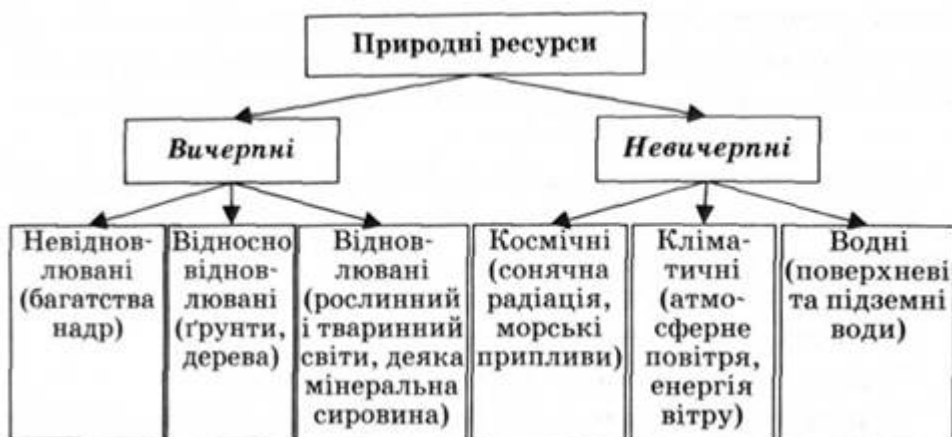 Природні ресурси
Вичерпні
Невичерпні
Невіднов-
лювані
(багатства
надр)
Відносно
віднов-
лювані
(ґрунти,
дерева)
Віднов-
лювані
(рослинний
і тваринний
світи, деяка
мінеральна
сировина)
Космічні
(сонячна
радіація,
морські
припливи)
Кліма-
тичні
(атмо-
сферне
повітря,
енергія
вітру)
Водні
(поверхневі
та підземні
води)